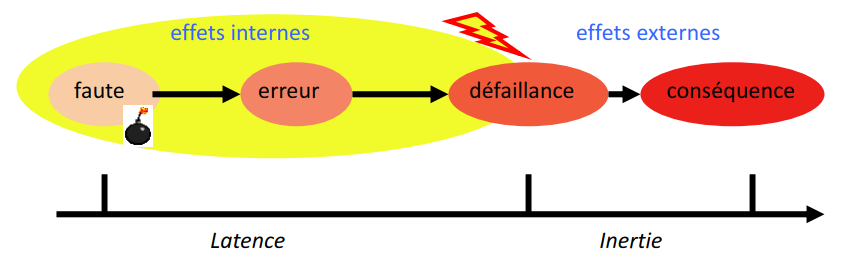 effets internes
effets externes
faute
erreur
défaillance
conséquence
Latence
Inertie